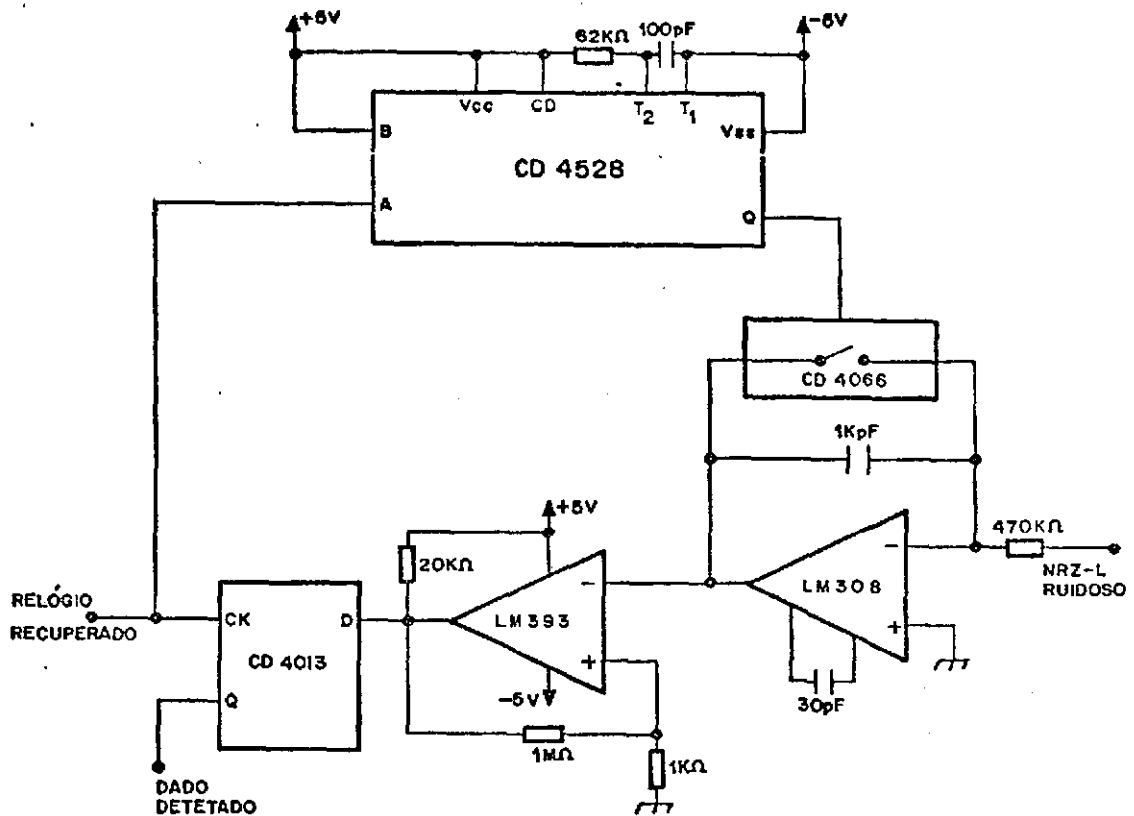 +5V
-5V
62KΩ
100pF
Vcc
CD
T2
T1
B
Vss
CD 4528
A
Q
CD 4066
1KpF
+5V
470KΩ
20KΩ
-
-
NRZ-L
RUIDOSO
LM308
LM393
RELÓGIO
RECUPERADO
CK
D
+
+
CD 4013
-5V
30pF
Q
1MΩ
1KΩ
DADO
DETETADO